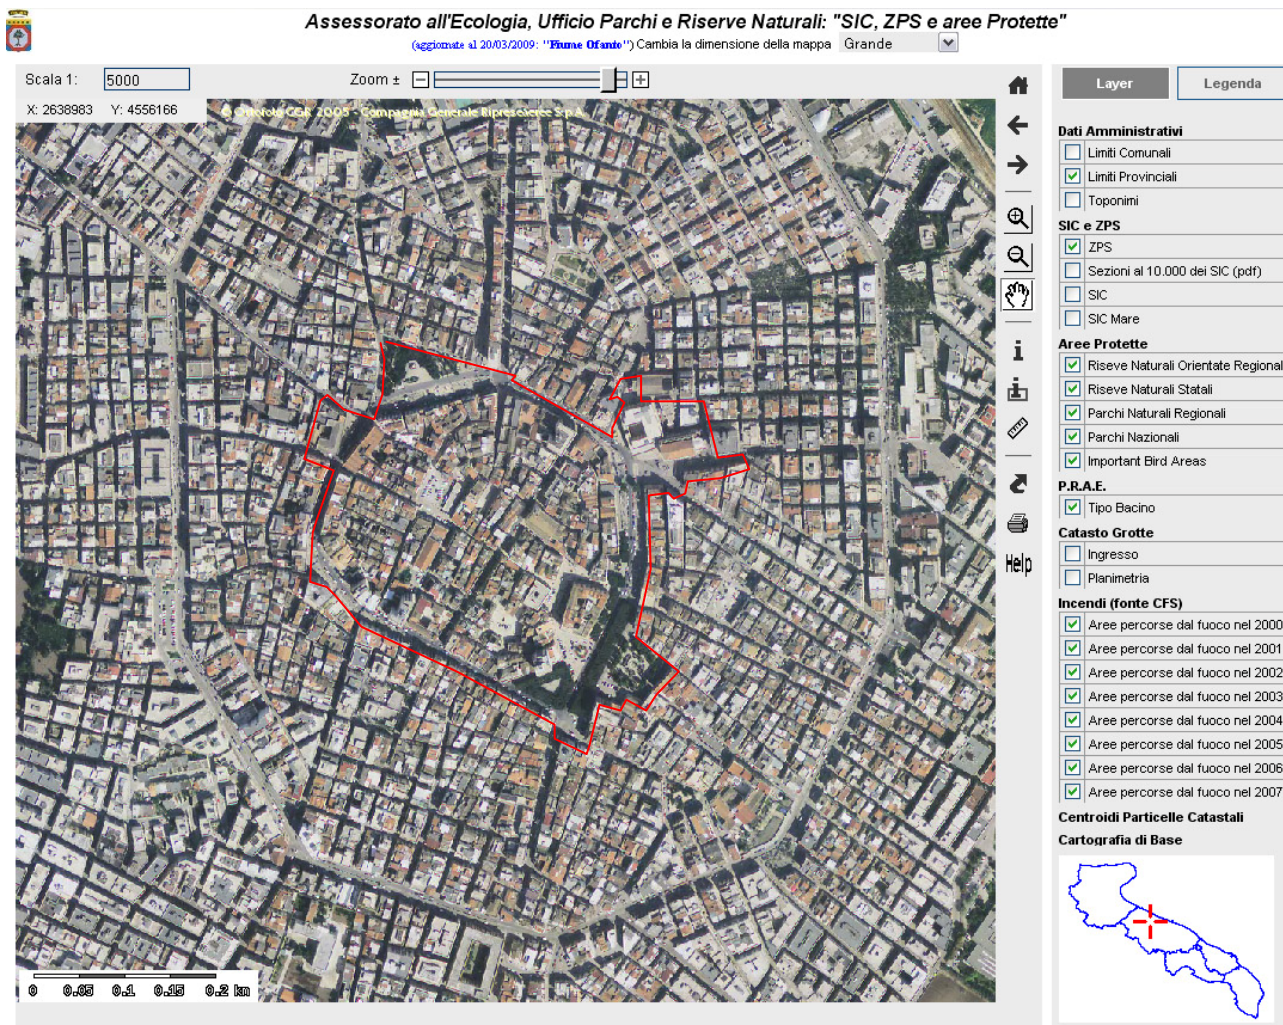 Assessorato all'Ecologia, Ufficio Parchi e Riserve Naturali: "SIC, ZPS e aree Protette"
(aggiornate al 20/03/2009: "Fiume Ofanto") Cambia la dimensione della mappa Grande
Scala 1: 5000 Zoom ±
X: 2638983 Y: 4556166
© Ortofoto CGR 2005 - Compagnia Generale Ripreseaeree S.p.A.
Layer Legenda
Dati Amministrativi
Limiti Comunali
Limiti Provinciali
Toponimi
SIC e ZPS
ZPS
Sezioni al 10.000 dei SIC (pdf)
SIC
SIC Mare
Aree Protette
Riseve Naturali Orientate Regional
Riseve Naturali Statali
Parchi Naturali Regionali
Parchi Nazionali
Important Bird Areas
P.R.A.E.
Tipo Bacino
Catasto Grotte
Ingresso
Planimetria
Incendi (fonte CFS)
Aree percorse dal fuoco nel 2000
Aree percorse dal fuoco nel 2001
Aree percorse dal fuoco nel 2002
Aree percorse dal fuoco nel 2003
Aree percorse dal fuoco nel 2004
Aree percorse dal fuoco nel 2005
Aree percorse dal fuoco nel 2006
Aree percorse dal fuoco nel 2007
Centroidi Particelle Catastali
Cartografia di Base
Help
0 0.05 0.1 0.15 0.2 km